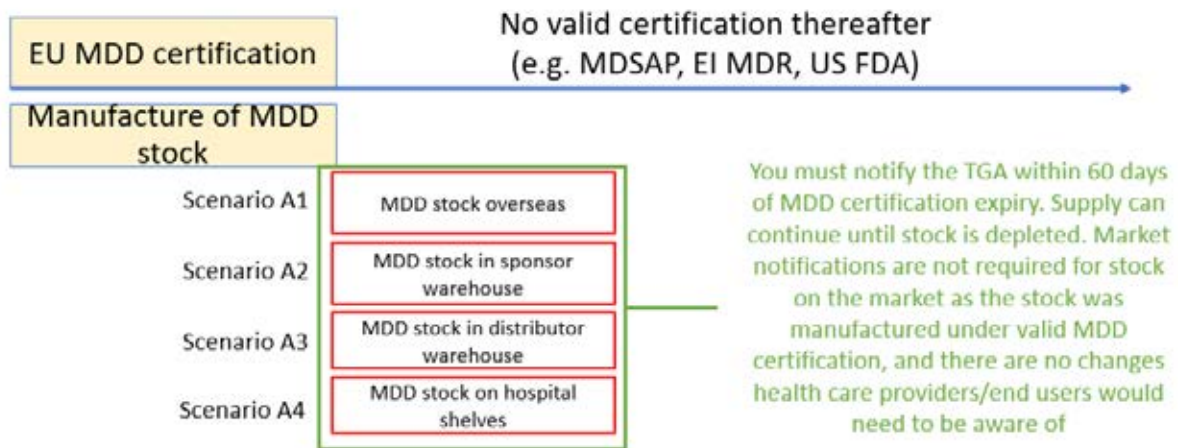 EU MDD certification
No valid certification thereafter
(e.g. MDSAP, EI MDR, US FDA)
Manufacture of MDD
stock
Scenario A1
MDD stock overseas
Scenario A2
MDD stock in sponsor
warehouse
Scenario A3
MDD stock in distributor
warehouse
Scenario A4
MDD stock on hospital
shelves
You must notify the TGA within 60 days
of MDD certification expiry. Supply can
continue until stock is depleted. Market
notifications are not required for stock
on the market as the stock was
manufactured under valid MDD
certification, and there are no changes
health care providers/end users would
need to be aware of